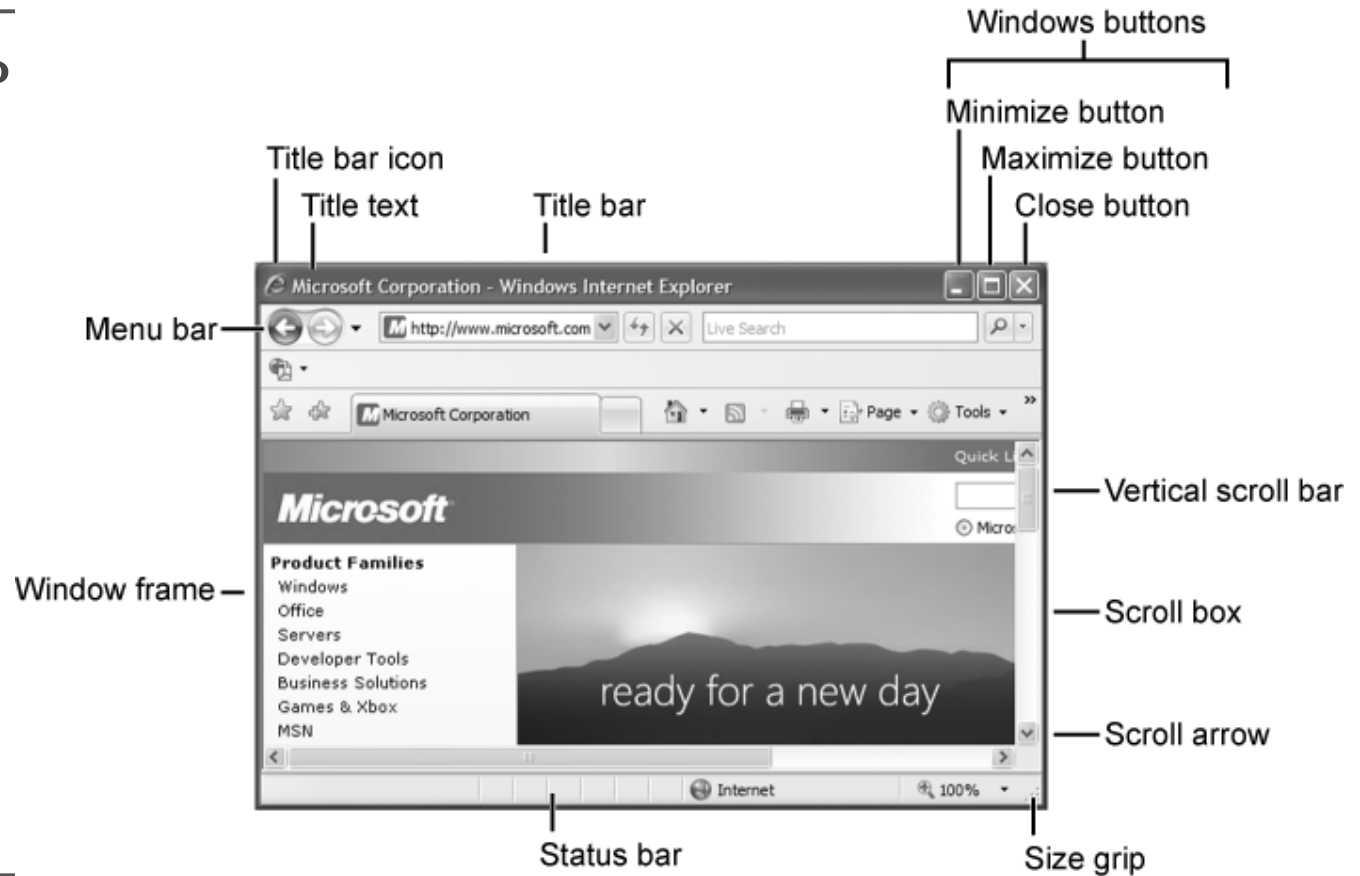 Windows buttons
Minimize button
Title bar icon
Maximize button
Title text
Title bar
Close button
Microsoft Corporation - Windows Internet Explorer
Menu bar
http://www.microsoft.com
Live Search
Microsoft Corporation
Page
Tools
Quick Li
Microsoft
Vertical scroll bar
Micros
Product Families
Window frame
Windows
Office
Scroll box
Servers
Developer Tools
Business Solutions
ready for a new day
Games & Xbox
MSN
Scroll arrow
Internet
100%
Status bar
Size grip